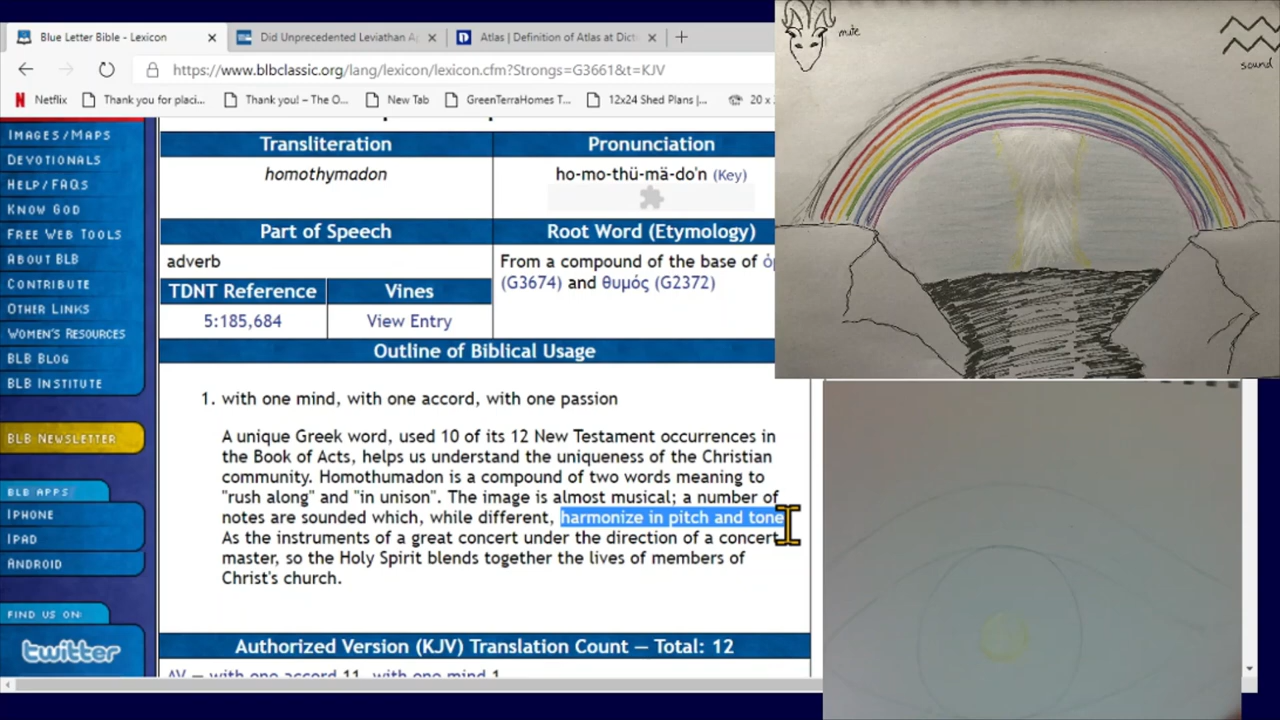 Blue Letter Bible - Lexicon
Did Unprecedented Leviathan A
Atlas | Definition of Atlas at Dict
https://www.blbclassic.org/lang/lexicon/lexicon.cfm?Strongs=G3661&t=KJV
Netflix
Thank you for placi...
Thank you! – The O...
New Tab
GreenTerraHomes T...
12x24 Shed Plans |...
20 x
IMAGES/MAPS
DEVOTIONALS
HELP/FAQS
KNOW GOD
FREE WEB TOOLS
ABOUT BLB
CONTRIBUTE
OTHER LINKS
WOMEN'S RESOURCES
BLB BLOG
BLB INSTITUTE
BLB NEWSLETTER
BLB APPS
IPHONE
IPAD
ANDROID
FIND US ON:
twitter
Transliteration
Pronunciation
homothymadon
ho-mo-thü-mä-do'n (Key)
Part of Speech
Root Word (Etymology)
adverb
From a compound of the base of
(G3674) and θυμός (G2372)
TDNT Reference
Vines
5:185,684
View Entry
Outline of Biblical Usage
1. with one mind, with one accord, with one passion
A unique Greek word, used 10 of its 12 New Testament occurrences in
the Book of Acts, helps us understand the uniqueness of the Christian
community. Homothumadon is a compound of two words meaning to
"rush along" and "in unison". The image is almost musical; a number of
notes are sounded which, while different, harmonize in pitch and tone
As the instruments of a great concert under the direction of a concert
master, so the Holy Spirit blends together the lives of members of
Christ's church.
Authorized Version (KJV) Translation Count — Total: 12
AV — with one accord 11, with one mind 1
mute
sound